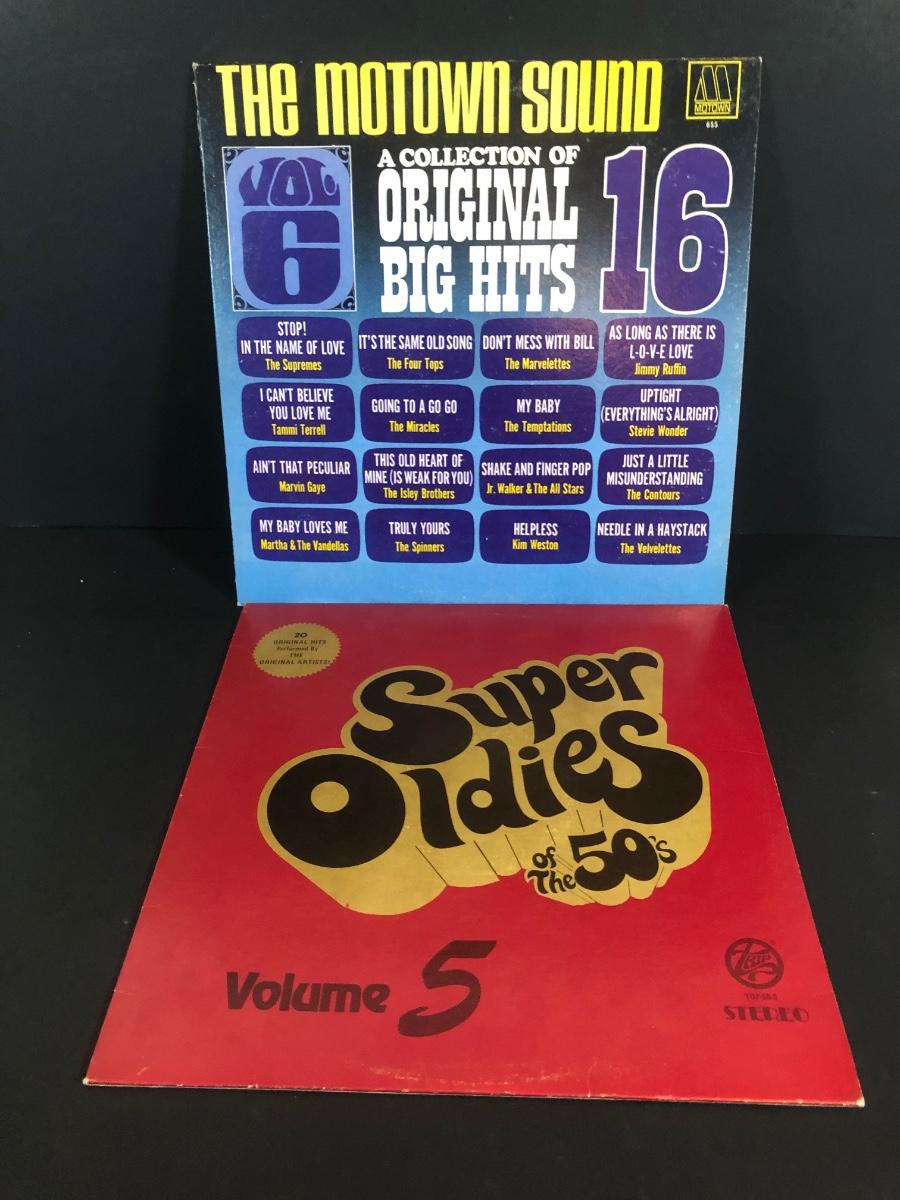 THE MOTOWN SOUND
MOTOWN
655
VOL
6
A COLLECTION OF
ORIGINAL
BIG HITS
16
STOP!
IN THE NAME OF LOVE
The Supremes
IT'S THE SAME OLD SONG
The Four Tops
DON'T MESS WITH BILL
The Marvelettes
AS LONG AS THERE IS
L-O-V-E LOVE
Jimmy Ruffin
I CAN'T BELIEVE
YOU LOVE ME
Tammi Terrell
GOING TO A GO GO
The Miracles
MY BABY
The Temptations
UPTIGHT
(EVERYTHING'S ALRIGHT)
Stevie Wonder
AIN'T THAT PECULIAR
Marvin Gaye
THIS OLD HEART OF
MINE (IS WEAK FOR YOU)
The Isley Brothers
SHAKE AND FINGER POP
Jr. Walker & The All Stars
JUST A LITTLE
MISUNDERSTANDING
The Contours
MY BABY LOVES ME
Martha & The Vandellas
TRULY YOURS
The Spinners
HELPLESS
Kim Weston
NEEDLE IN A HAYSTACK
The Velvelettes
20
ORIGINAL HITS
Performed By
THE
ORIGINAL ARTISTS!
Super
Oldies
of
The 50's
Volume 5
Trip
STEREO